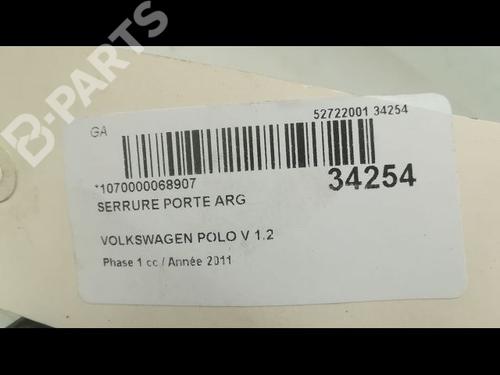 B-PARTS
GA
52722001 34254
*1070000068907
34254
SERRURE PORTE ARG
VOLKSWAGEN POLO V 1.2
Phase 1 cc / Année 2011